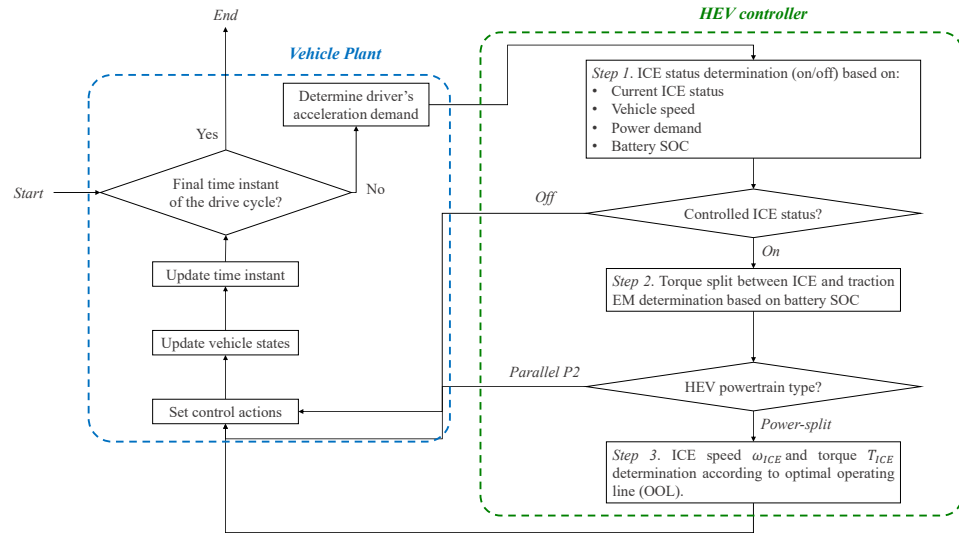 End
HEV controller
Vehicle Plant
Step 1. ICE status determination (on/off) based on:
• Current ICE status
• Vehicle speed
• Power demand
• Battery SOC
Determine driver's
acceleration demand
Yes
Start
Final time instant
of the drive cycle?
No
Off
Controlled ICE status?
On
Update time instant
Step 2. Torque split between ICE and traction
EM determination based on battery SOC
Update vehicle states
Parallel P2
HEV powertrain type?
Set control actions
Power-split
Step 3. ICE speed ω_ICE and torque T_ICE
determination according to optimal operating
line (OOL).